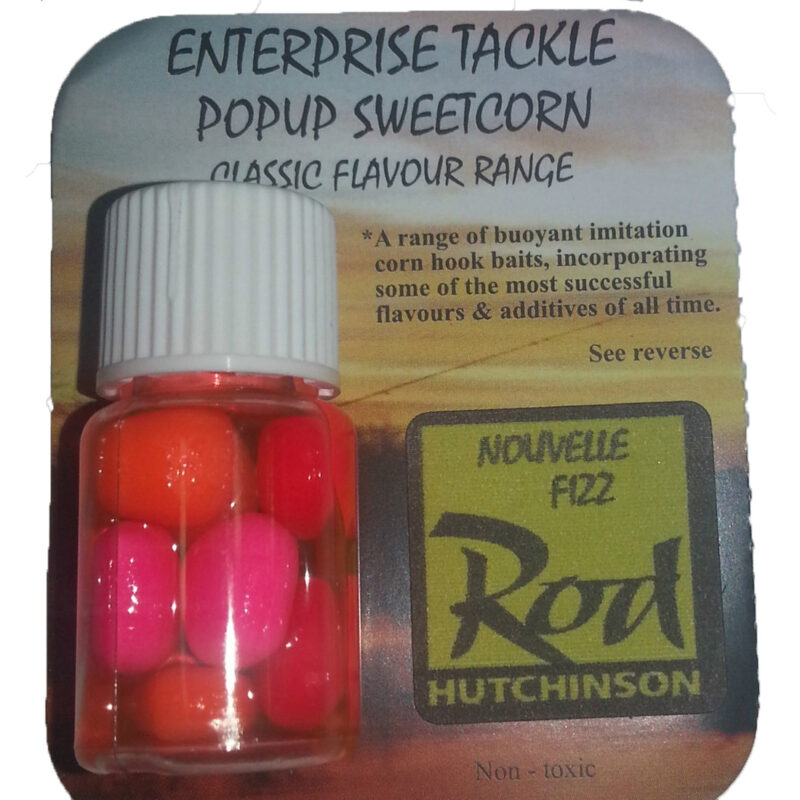 ENTERPRISE TACKLE
POPUP SWEETCORN
CLASSIC FLAVOUR RANGE
*A range of buoyant imitation
corn hook baits, incorporating
some of the most successful
flavours & additives of all time.
See reverse
NOUVELLE
FIZZ
Rod
HUTCHINSON
Non - toxic